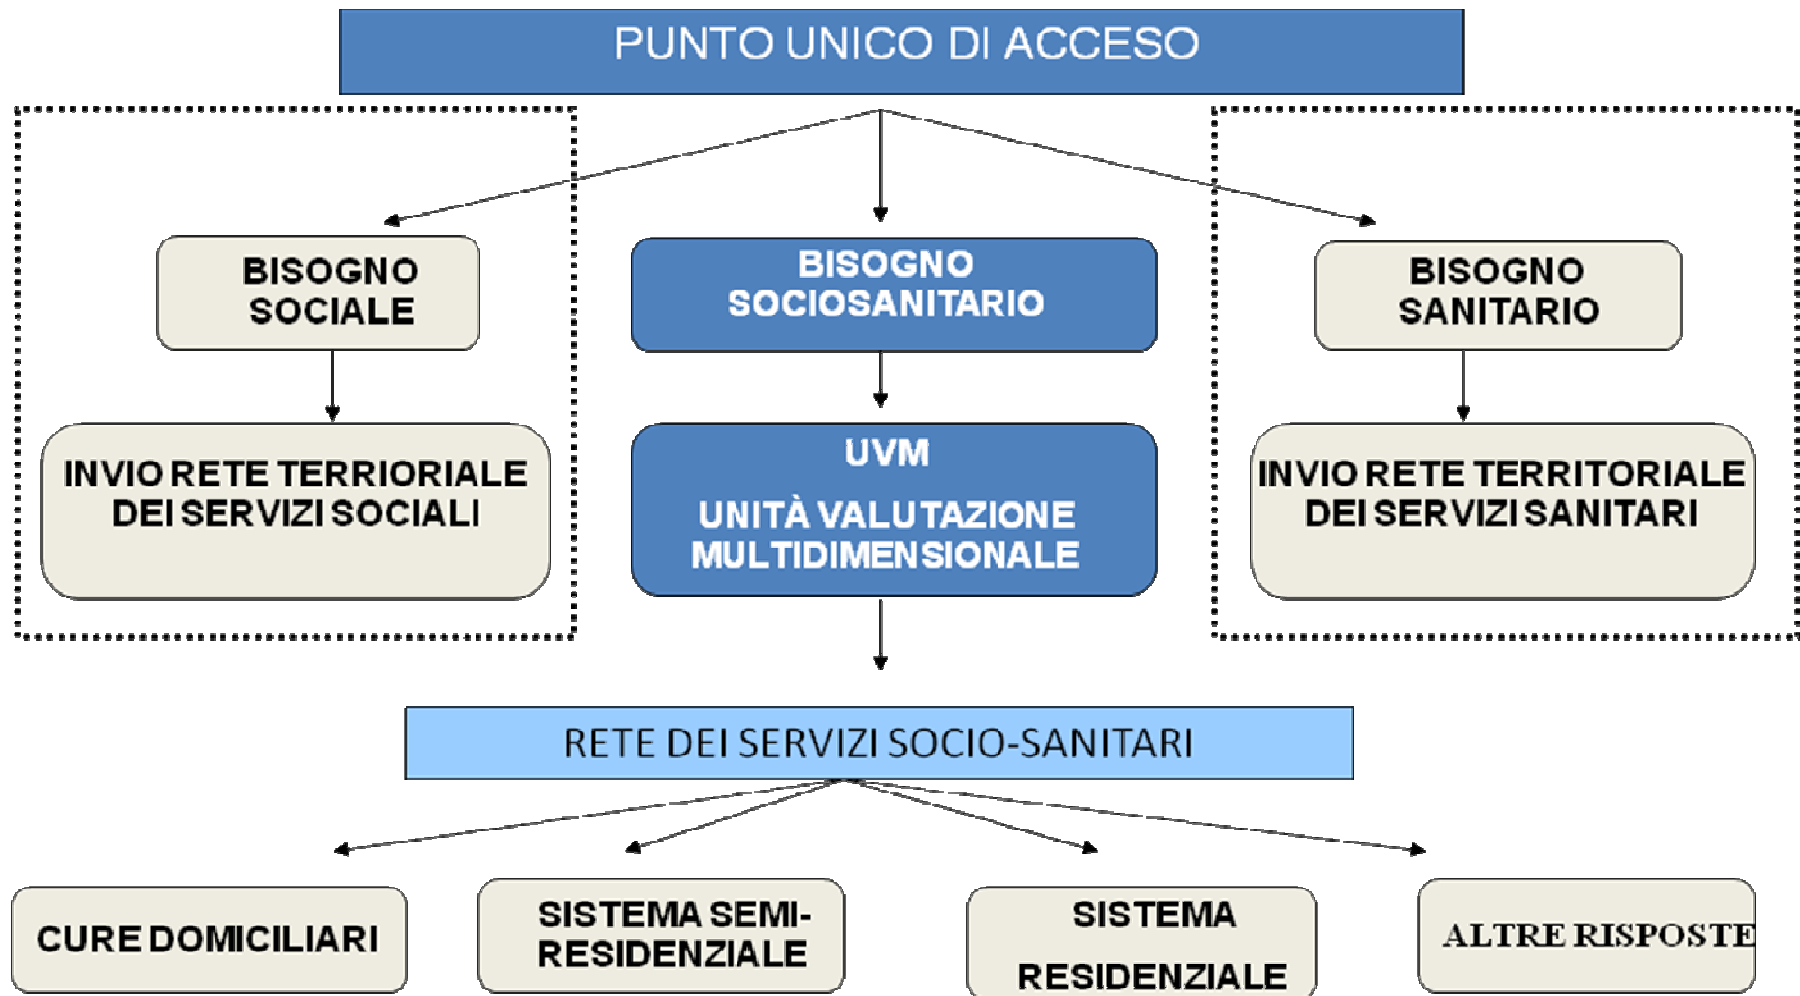 PUNTO UNICO DI ACCESO
BISOGNO
SOCIALE
BISOGNO
SOCIOSANITARIO
BISOGNO
SANITARIO
INVIO RETE TERRIORIALE
DEI SERVIZI SOCIALI
UVM
UNITÀ VALUTAZIONE
MULTIDIMENSIONALE
INVIO RETE TERRITORIALE
DEI SERVIZI SANITARI
RETE DEI SERVIZI SOCIO-SANITARI
CURE DOMICILIARI
SISTEMA SEMI-
RESIDENZIALE
SISTEMA
RESIDENZIALE
ALTRE RISPOSTE